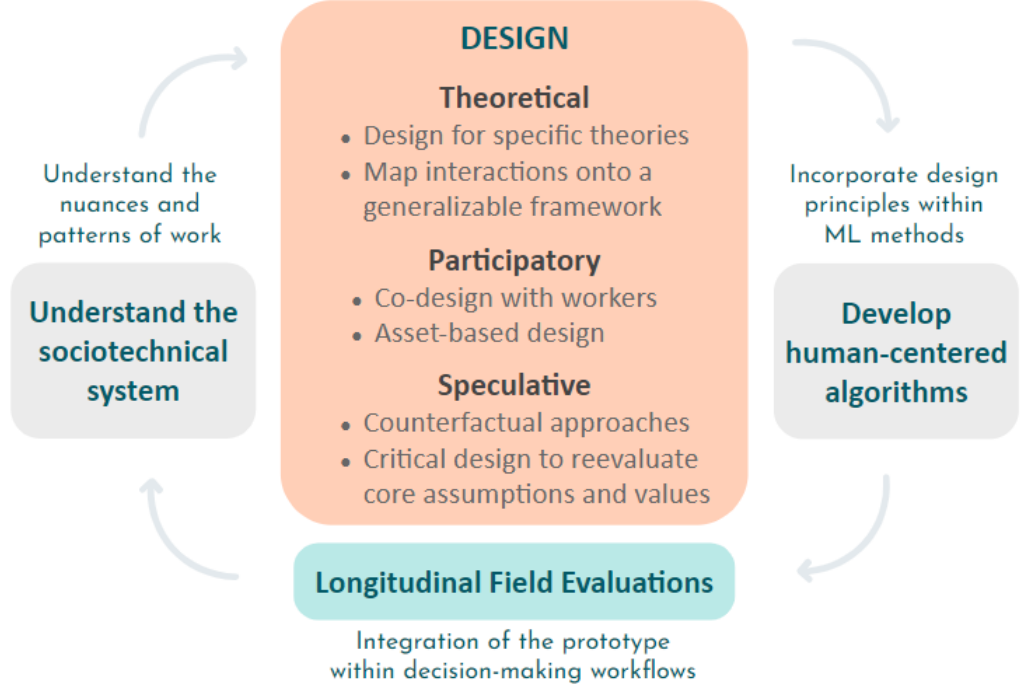 DESIGN
Theoretical
• Design for specific theories
• Map interactions onto a
generalizable framework
Participatory
• Co-design with workers
• Asset-based design
Speculative
• Counterfactual approaches
• Critical design to reevaluate
core assumptions and values
Understand the
nuances and
patterns of work
Understand the
sociotechnical
system
Incorporate design
principles within
ML methods
Develop
human-centered
algorithms
Longitudinal Field Evaluations
Integration of the prototype
within decision-making workflows